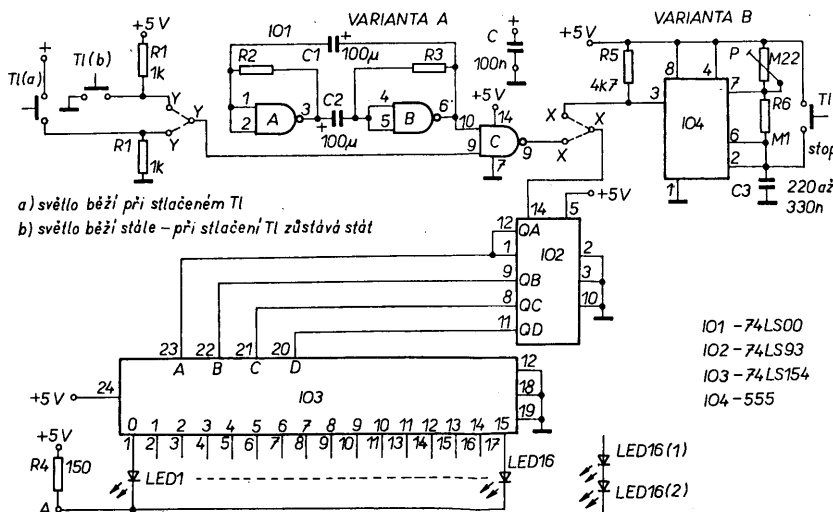 VARIANTA A
VARIANTA B
IO1
+5V
R1
1k
Tl(b)
Tl(a)
+
Y
Y
Y
R1
1k
R2
C1
+
100µ
R3
1
2
A
3
C2
+
100µ
4
5
B
6
+
C
100n
+5V
14
10
9
C
9
7
X
X
X
+5V
R5
4k7
3
8
4
7
6
2
1
IO4
P
M22
R6
M1
Tl
stop
C3
220 až
330n
a) světlo běží při stlačeném Tl
b) světlo běží stále – při stlačení Tl zůstává stát
14
5
+5V
12
QA
1
IO2
2
9
QB
3
8
QC
10
11
QD
23
22
21
20
A
B
C
D
12
18
19
+5V
24
IO3
0 1 2 3 4 5 6 7 8 9 10 11 12 13 14 15
1 2 3 4 5 6 7 8 9 10 11 13 14 15 16 17
+5V
R4
150
A
LED1
LED16
LED16(1)
LED16(2)
IO1 – 74LS00
IO2 – 74LS93
IO3 – 74LS154
IO4 – 555